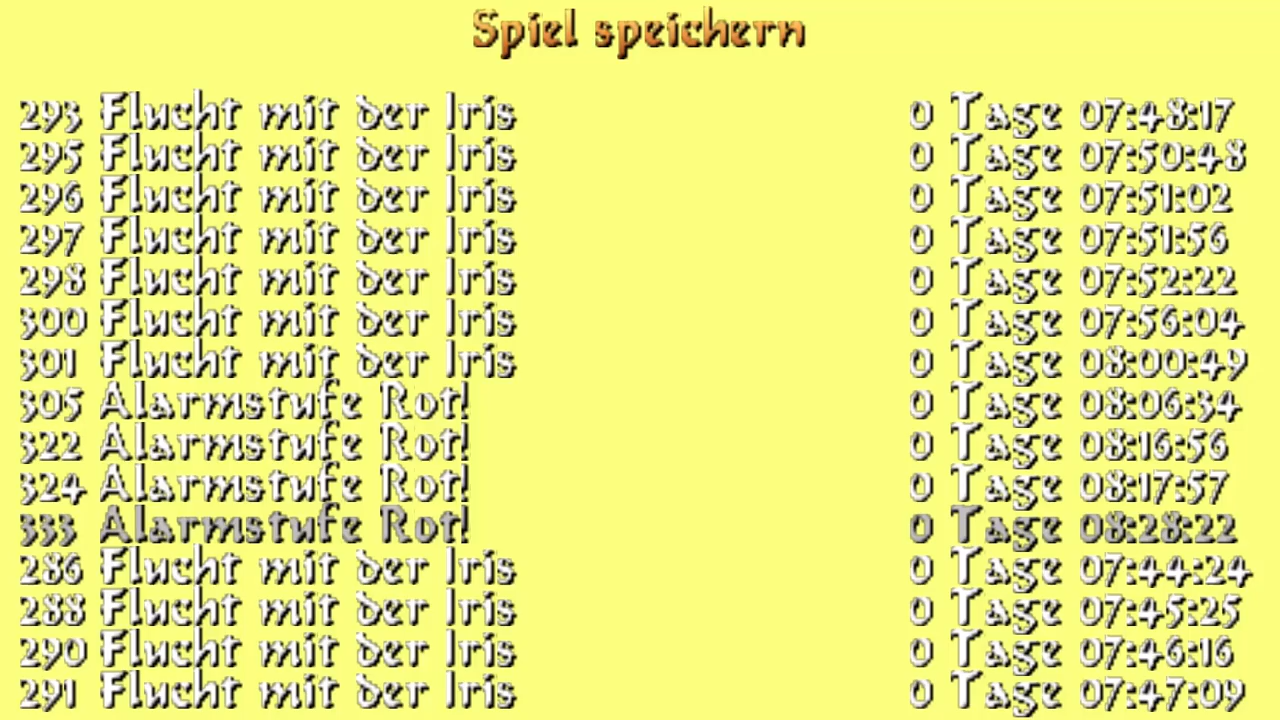 Spiel speichern
293 Flucht mit der Iris 0 Tage 07:48:17
295 Flucht mit der Iris 0 Tage 07:50:48
296 Flucht mit der Iris 0 Tage 07:51:02
297 Flucht mit der Iris 0 Tage 07:51:56
298 Flucht mit der Iris 0 Tage 07:52:22
300 Flucht mit der Iris 0 Tage 07:56:04
301 Flucht mit der Iris 0 Tage 08:00:49
305 Alarmstufe Rot! 0 Tage 08:06:34
322 Alarmstufe Rot! 0 Tage 08:16:56
324 Alarmstufe Rot! 0 Tage 08:17:57
333 Alarmstufe Rot! 0 Tage 08:28:22
286 Flucht mit der Iris 0 Tage 07:44:24
288 Flucht mit der Iris 0 Tage 07:45:25
290 Flucht mit der Iris 0 Tage 07:46:16
291 Flucht mit der Iris 0 Tage 07:47:09